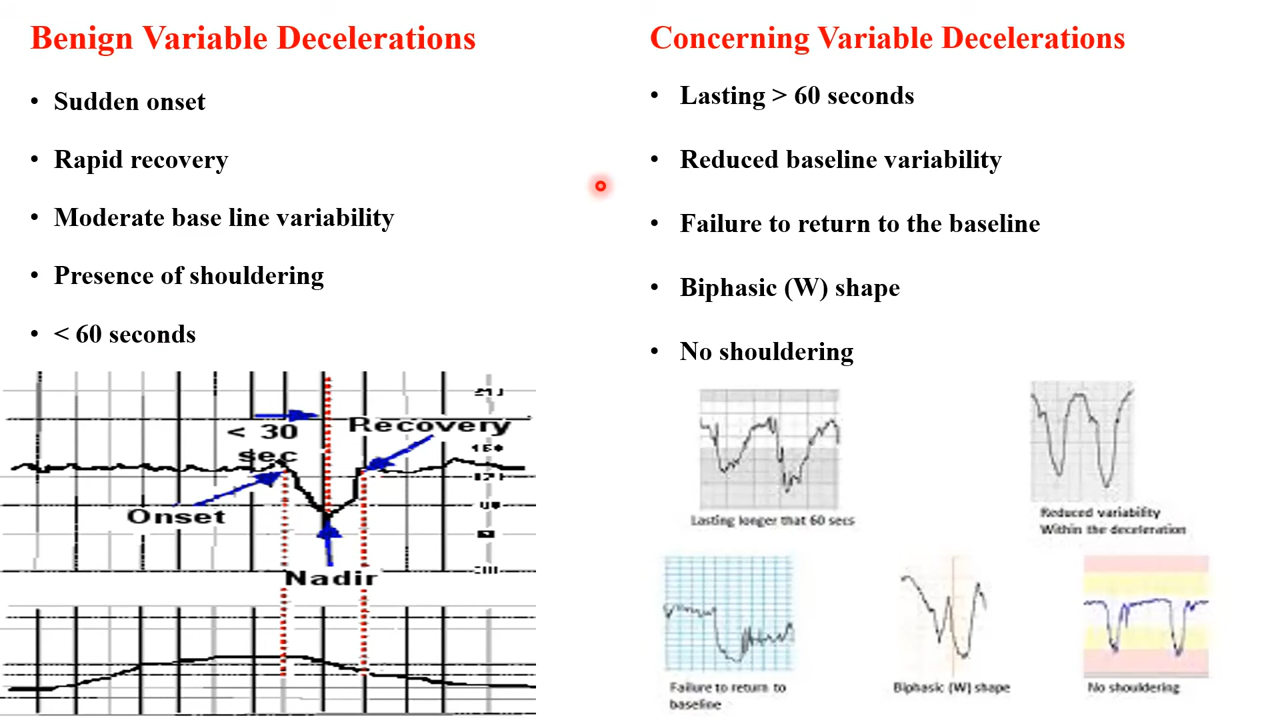 Benign Variable Decelerations
• Sudden onset
• Rapid recovery
• Moderate base line variability
• Presence of shouldering
• < 60 seconds
< 30
sec
Recovery
Onset
Nadir
Concerning Variable Decelerations
• Lasting > 60 seconds
• Reduced baseline variability
• Failure to return to the baseline
• Biphasic (W) shape
• No shouldering
Lasting longer that 60 secs
Reduced variability
Within the deceleration
Failure to return to
baseline
Biphasic (W) shape
No shouldering